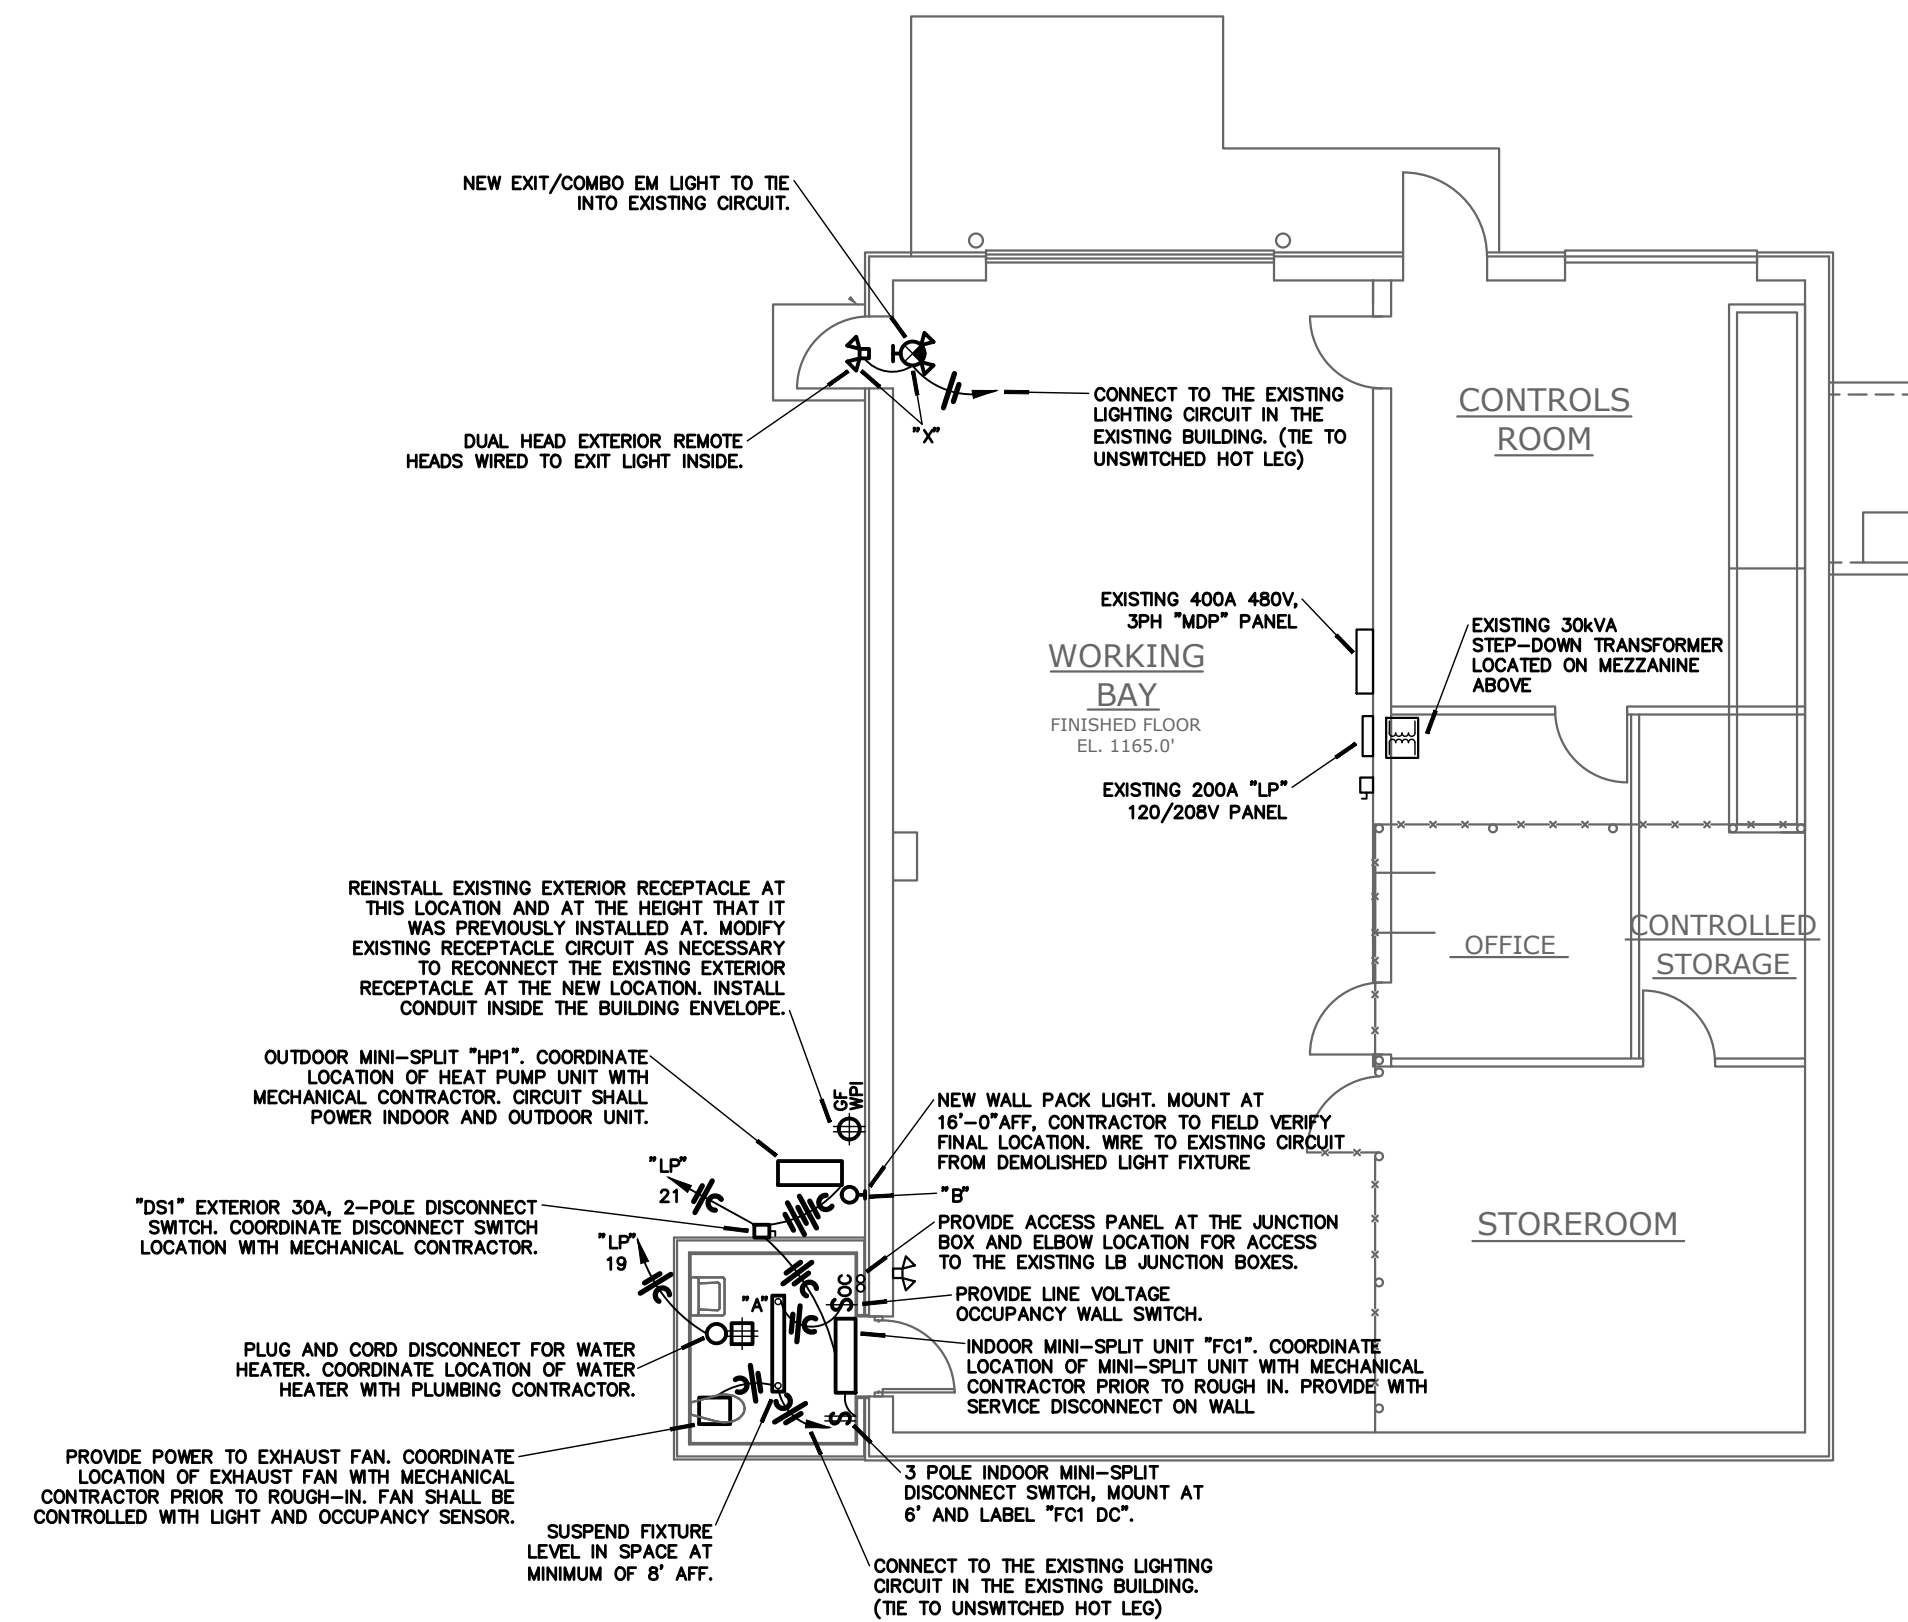 NEW EXIT/COMBO EM LIGHT TO TIE
INTO EXISTING CIRCUIT.
DUAL HEAD EXTERIOR REMOTE
HEADS WIRED TO EXIT LIGHT INSIDE.
"X"
CONNECT TO THE EXISTING
LIGHTING CIRCUIT IN THE
EXISTING BUILDING. (TIE TO
UNSWITCHED HOT LEG)
CONTROLS
ROOM
EXISTING 400A 480V,
3PH "MDP" PANEL
WORKING
BAY
FINISHED FLOOR
EL. 1165.0'
EXISTING 30kVA
STEP-DOWN TRANSFORMER
LOCATED ON MEZZANINE
ABOVE
EXISTING 200A "LP"
120/208V PANEL
OFFICE
CONTROLLED
STORAGE
STOREROOM
REINSTALL EXISTING EXTERIOR RECEPTACLE AT
THIS LOCATION AND AT THE HEIGHT THAT IT
WAS PREVIOUSLY INSTALLED AT. MODIFY
EXISTING RECEPTACLE CIRCUIT AS NECESSARY
TO RECONNECT THE EXISTING EXTERIOR
RECEPTACLE AT THE NEW LOCATION. INSTALL
CONDUIT INSIDE THE BUILDING ENVELOPE.
OUTDOOR MINI-SPLIT "HP1". COORDINATE
LOCATION OF HEAT PUMP UNIT WITH
MECHANICAL CONTRACTOR. CIRCUIT SHALL
POWER INDOOR AND OUTDOOR UNIT.
GF
WPI
NEW WALL PACK LIGHT. MOUNT AT
16'-0"AFF, CONTRACTOR TO FIELD VERIFY
FINAL LOCATION. WIRE TO EXISTING CIRCUIT
FROM DEMOLISHED LIGHT FIXTURE
"LP"
21
"B"
"DS1" EXTERIOR 30A, 2-POLE DISCONNECT
SWITCH. COORDINATE DISCONNECT SWITCH
LOCATION WITH MECHANICAL CONTRACTOR.
"LP"
19
PROVIDE ACCESS PANEL AT THE JUNCTION
BOX AND ELBOW LOCATION FOR ACCESS
TO THE EXISTING LB JUNCTION BOXES.
"A"
SOC
PROVIDE LINE VOLTAGE
OCCUPANCY WALL SWITCH.
PLUG AND CORD DISCONNECT FOR WATER
HEATER. COORDINATE LOCATION OF WATER
HEATER WITH PLUMBING CONTRACTOR.
INDOOR MINI-SPLIT UNIT "FC1". COORDINATE
LOCATION OF MINI-SPLIT UNIT WITH MECHANICAL
CONTRACTOR PRIOR TO ROUGH IN. PROVIDE WITH
SERVICE DISCONNECT ON WALL
S
PROVIDE POWER TO EXHAUST FAN. COORDINATE
LOCATION OF EXHAUST FAN WITH MECHANICAL
CONTRACTOR PRIOR TO ROUGH-IN. FAN SHALL BE
CONTROLLED WITH LIGHT AND OCCUPANCY SENSOR.
3 POLE INDOOR MINI-SPLIT
DISCONNECT SWITCH, MOUNT AT
6' AND LABEL "FC1 DC".
SUSPEND FIXTURE
LEVEL IN SPACE AT
MINIMUM OF 8' AFF.
CONNECT TO THE EXISTING LIGHTING
CIRCUIT IN THE EXISTING BUILDING.
(TIE TO UNSWITCHED HOT LEG)